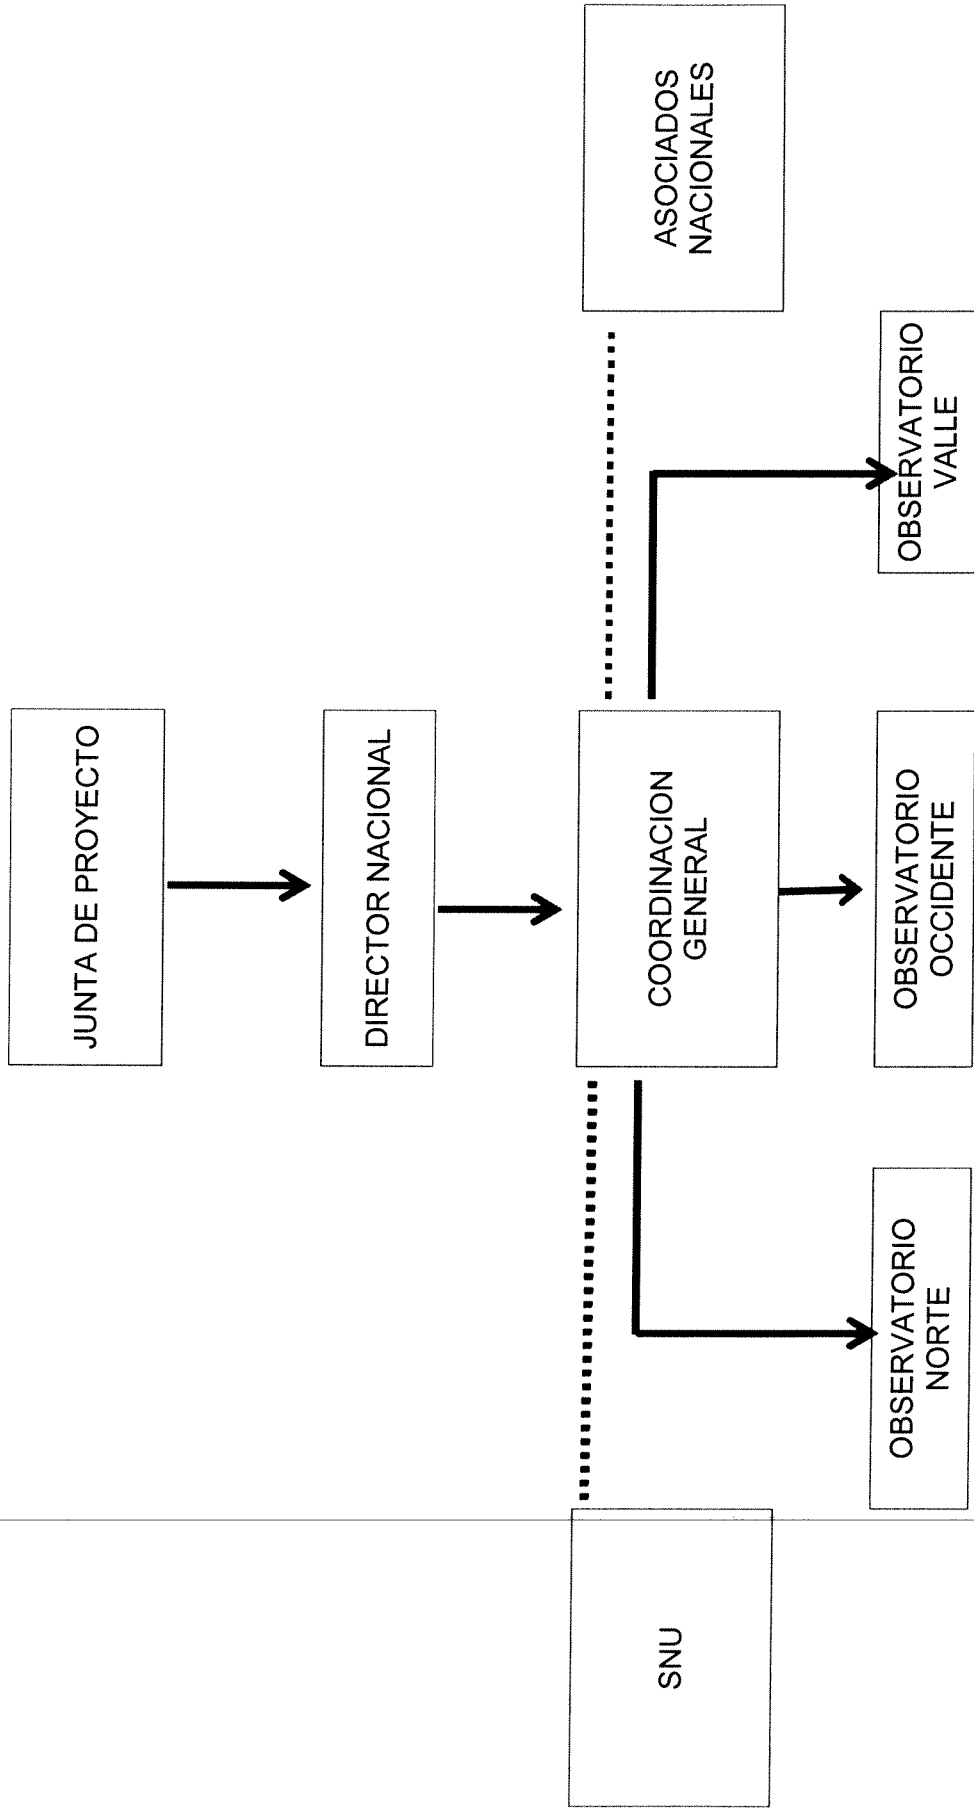 JUNTA DE PROYECTO
DIRECTOR NACIONAL
SNU
COORDINACION
GENERAL
ASOCIADOS
NACIONALES
OBSERVATORIO
NORTE
OBSERVATORIO
OCCIDENTE
OBSERVATORIO
VALLE